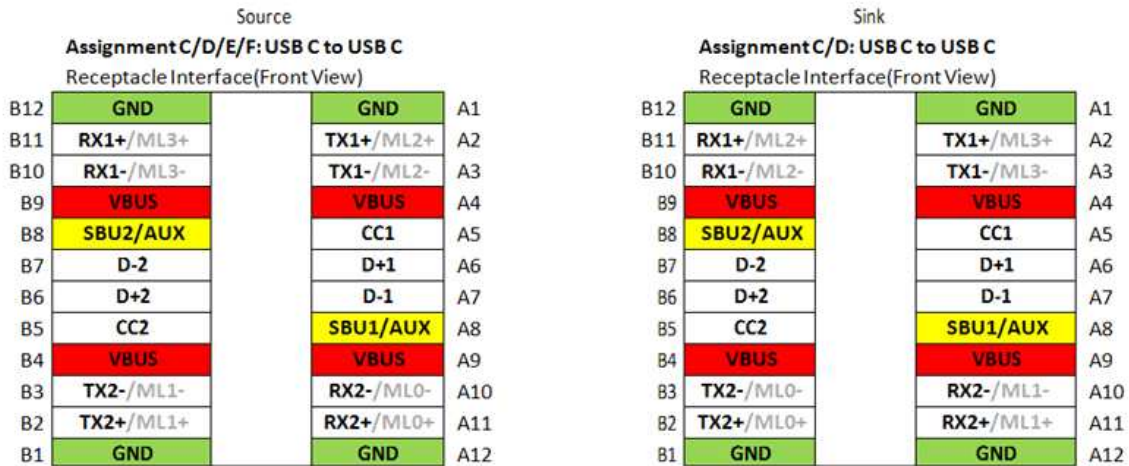 Source
Assignment C/D/E/F: USB C to USB C
Receptacle Interface(Front View)
B12 GND GND A1
B11 RX1+/ML3+ TX1+/ML2+ A2
B10 RX1-/ML3- TX1-/ML2- A3
B9 VBUS VBUS A4
B8 SBU2/AUX CC1 A5
B7 D-2 D+1 A6
B6 D+2 D-1 A7
B5 CC2 SBU1/AUX A8
B4 VBUS VBUS A9
B3 TX2-/ML1- RX2-/ML0- A10
B2 TX2+/ML1+ RX2+/ML0+ A11
B1 GND GND A12
Sink
Assignment C/D: USB C to USB C
Receptacle Interface(Front View)
B12 GND GND A1
B11 RX1+/ML2+ TX1+/ML3+ A2
B10 RX1-/ML2- TX1-/ML3- A3
B9 VBUS VBUS A4
B8 SBU2/AUX CC1 A5
B7 D-2 D+1 A6
B6 D+2 D-1 A7
B5 CC2 SBU1/AUX A8
B4 VBUS VBUS A9
B3 TX2-/ML0- RX2-/ML1- A10
B2 TX2+/ML0+ RX2+/ML1+ A11
B1 GND GND A12